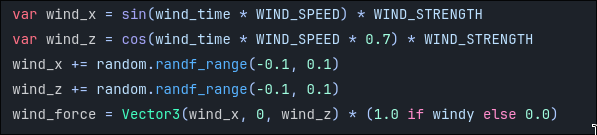 var wind_x = sin(wind_time * WIND_SPEED) * WIND_STRENGTH
var wind_z = cos(wind_time * WIND_SPEED * 0.7) * WIND_STRENGTH
wind_x += random.randf_range(-0.1, 0.1)
wind_z += random.randf_range(-0.1, 0.1)
wind_force = Vector3(wind_x, 0, wind_z) * (1.0 if windy else 0.0)